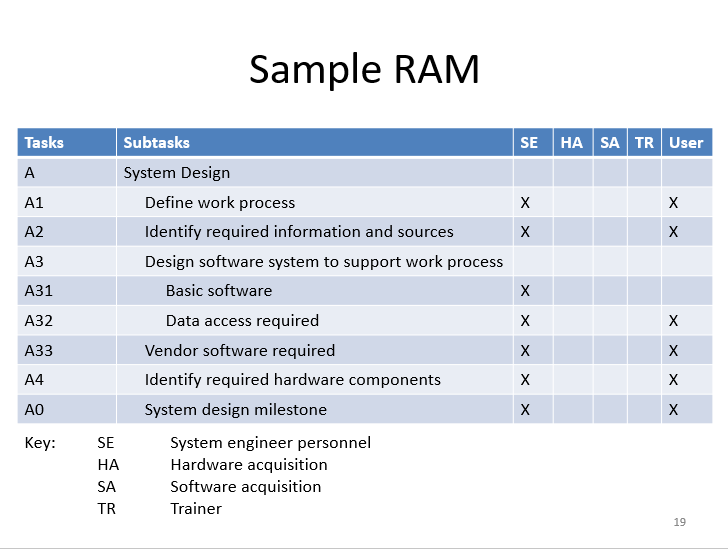 Sample RAM
Tasks Subtasks SE HA SA TR User
A System Design
A1 Define work process X X
A2 Identify required information and sources X X
A3 Design software system to support work process
A31 Basic software X
A32 Data access required X X
A33 Vendor software required X X
A4 Identify required hardware components X X
A0 System design milestone X X
Key: SE System engineer personnel
HA Hardware acquisition
SA Software acquisition
TR Trainer
19